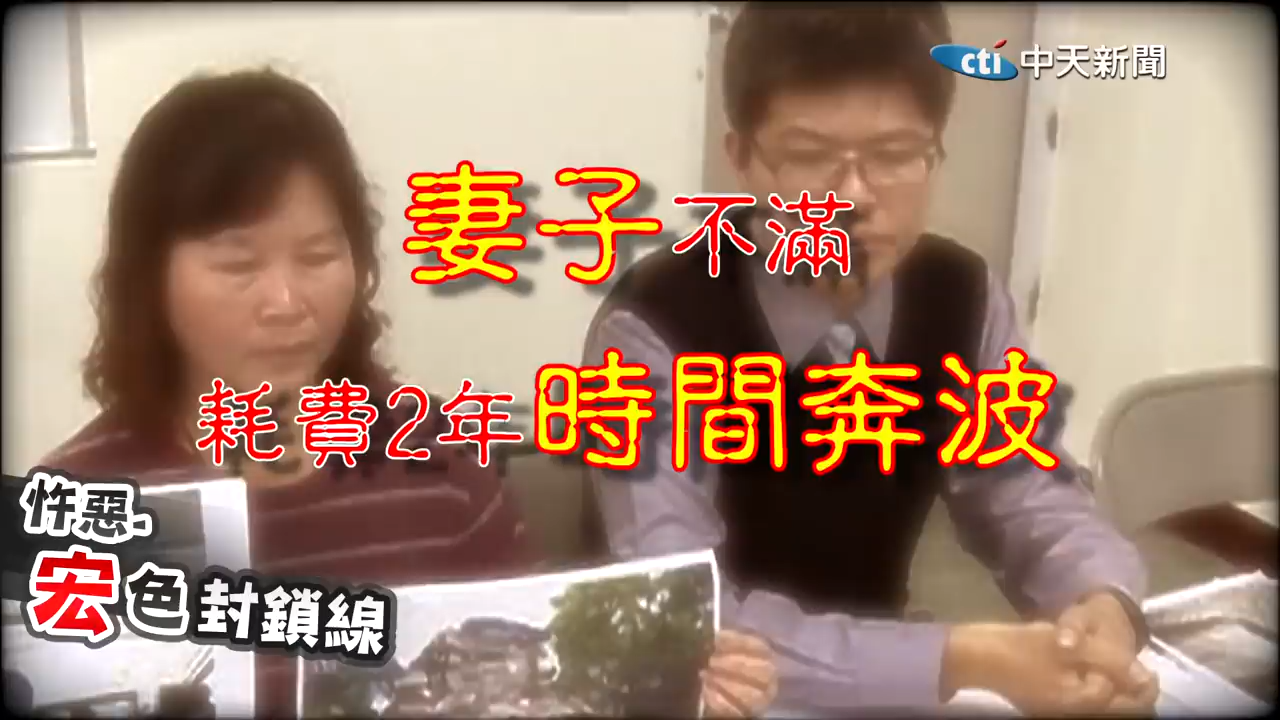 cti 中天新聞
妻子不滿
耗費2年時間奔波
忤惡-
宏色封鎖線